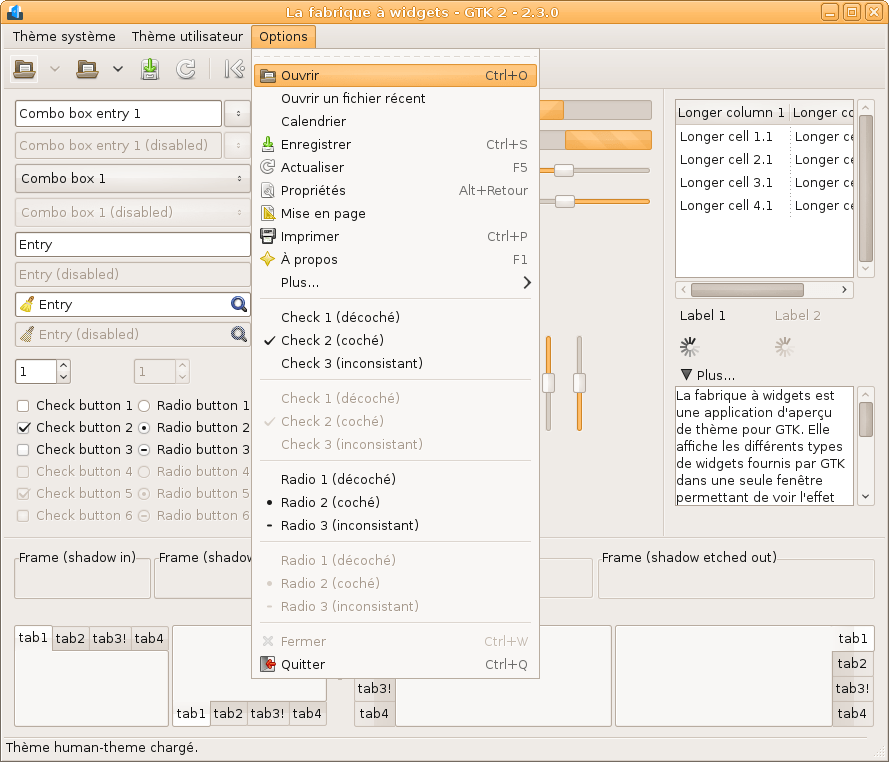 La fabrique à widgets - GTK 2 - 2.3.0
Thème système Thème utilisateur Options
Ouvrir Ctrl+O
Ouvrir un fichier récent
Calendrier
Enregistrer Ctrl+S
Actualiser F5
Propriétés Alt+Retour
Mise en page
Imprimer Ctrl+P
À propos F1
Plus...
Check 1 (décoché)
Check 2 (coché)
Check 3 (inconsistant)
Check 1 (décoché)
Check 2 (coché)
Check 3 (inconsistant)
Radio 1 (décoché)
Radio 2 (coché)
Radio 3 (inconsistant)
Radio 1 (décoché)
Radio 2 (coché)
Radio 3 (inconsistant)
Fermer Ctrl+W
Quitter Ctrl+Q
Combo box entry 1
Combo box entry 1 (disabled)
Combo box 1
Combo box 1 (disabled)
Entry
Entry (disabled)
Entry
Entry (disabled)
1 1
Check button 1 Radio button 1
Check button 2 Radio button 2
Check button 3 Radio button 3
Check button 4 Radio button 4
Check button 5 Radio button 5
Check button 6 Radio button 6
Longer column 1 Longer co
Longer cell 1.1 Longer ce
Longer cell 2.1 Longer ce
Longer cell 3.1 Longer ce
Longer cell 4.1 Longer ce
Label 1 Label 2
Plus...
La fabrique à widgets est
une application d'aperçu
de thème pour GTK. Elle
affiche les différents types
de widgets fournis par GTK
dans une seule fenêtre
permettant de voir l'effet
Frame (shadow in) Frame (shadow Frame (shadow etched out)
tab1 tab2 tab3! tab4
tab1 tab2 tab3! tab4
tab3!
tab4
tab1
tab2
tab3!
tab4
Thème human-theme chargé.